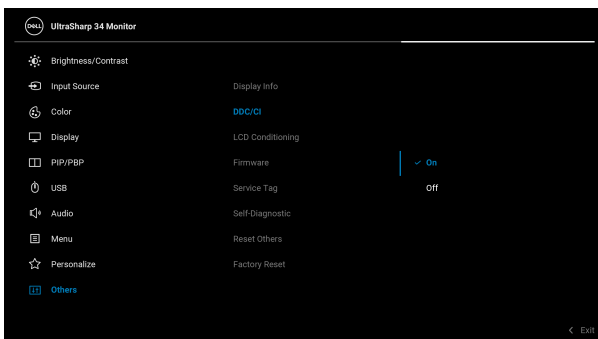 DELL UltraSharp 34 Monitor
Brightness/Contrast
Input Source
Color
Display
PIP/PBP
USB
Audio
Menu
Personalize
Others
Display Info
DDC/CI
LCD Conditioning
Firmware
Service Tag
Self-Diagnostic
Reset Others
Factory Reset
On
Off
Exit